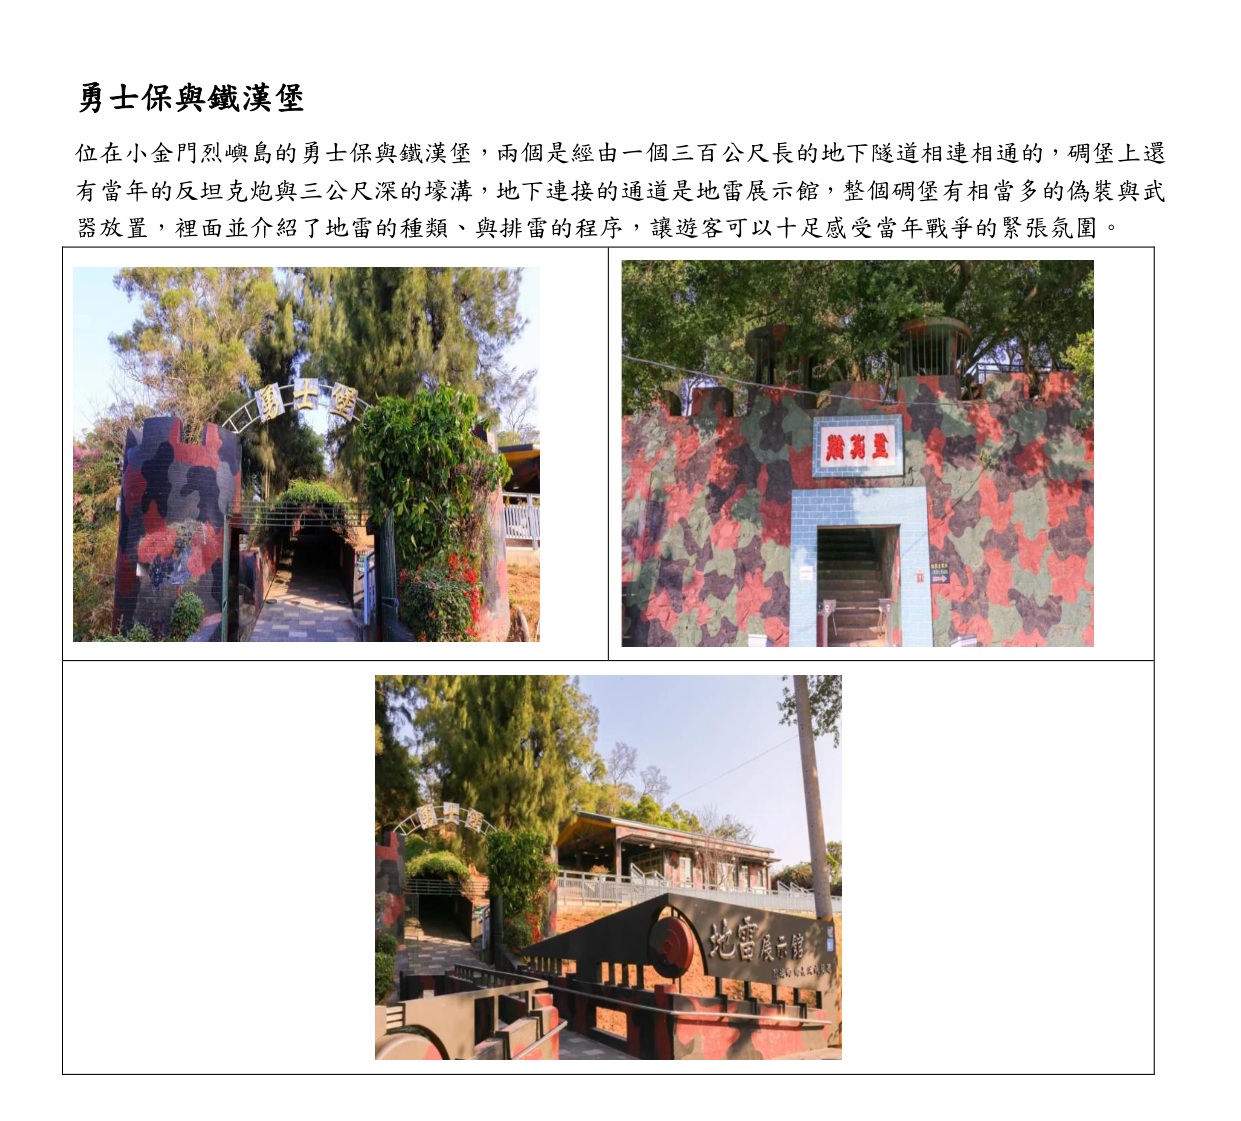 勇士保與鐵漢堡
位在小金門烈嶼島的勇士保與鐵漢堡，兩個是經由一個三百公尺長的地下隧道相連相通的，碉堡上還
有當年的反坦克炮與三公尺深的壕溝，地下連接的通道是地雷展示館，整個碉堡有相當多的偽裝與武
器放置，裡面並介紹了地雷的種類、與排雷的程序，讓遊客可以十足感受當年戰爭的緊張氛圍。
勇士堡
鐵漢堡
勇士堡
地雷展示館